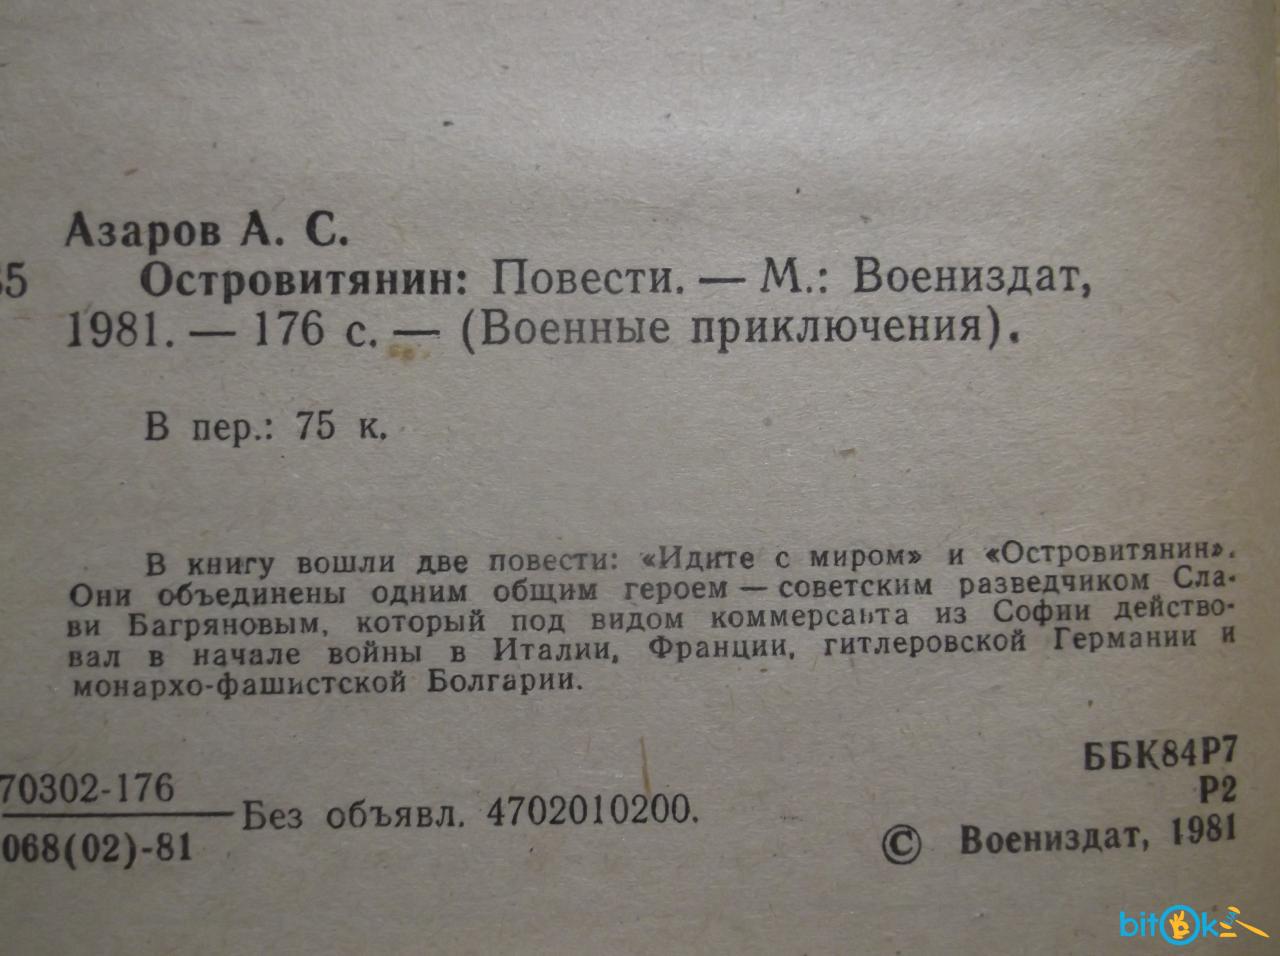 Азаров А. С.
35 Островитянин: Повести. — М.: Воениздат,
1981. — 176 с. — (Военные приключения).
В пер.: 75 к.
В книгу вошли две повести: «Идите с миром» и «Островитянин».
Они объединены одним общим героем — советским разведчиком Сла-
ви Багряновым, который под видом коммерсанта из Софии действо-
вал в начале войны в Италии, Франции, гитлеровской Германии и
монархо-фашистской Болгарии.
70302-176
068(02)-81
Без объявл. 4702010200.
ББК84Р7
Р2
© Воениздат, 1981
bitOk